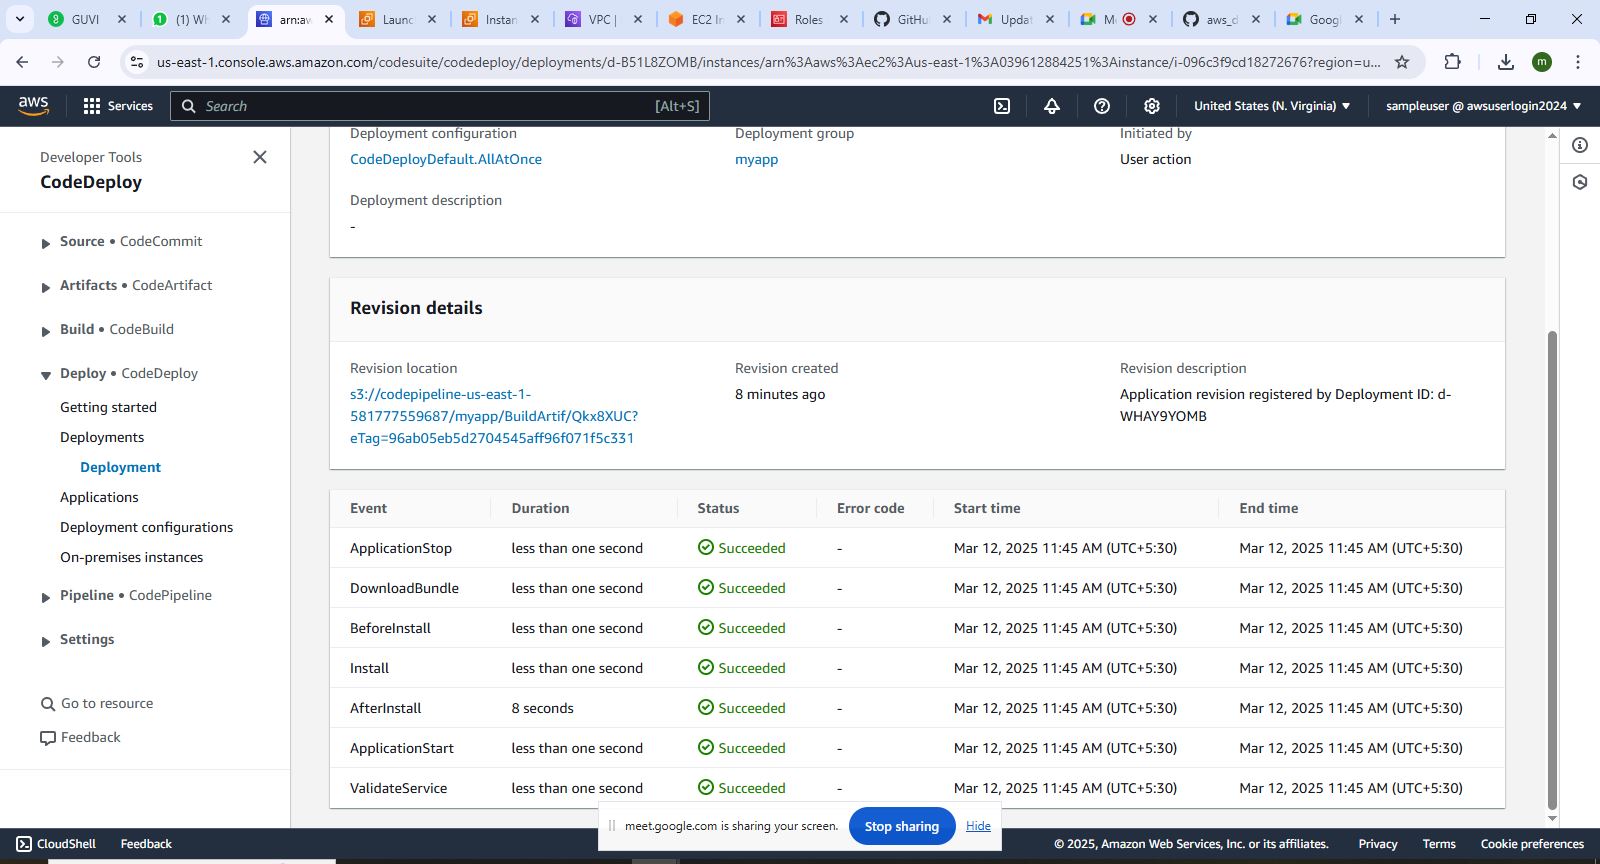 GUVI
(1) Wh
arn:aw
Launc
Instan
VPC |
EC2 In
Roles
GitHu
Updat
Me
aws_d
Googl
us-east-1.console.aws.amazon.com/codesuite/codedeploy/deployments/d-B51L8ZOMB/instances/arn%3Aaws%3Aec2%3Aus-east-1%3A039612884251%3Ainstance/i-096c3f9cd18272676?region=u...
m
aws
Services
Search
[Alt+S]
United States (N. Virginia)
sampleuser @ awsuserlogin2024
Developer Tools
CodeDeploy
Source • CodeCommit
Artifacts • CodeArtifact
Build • CodeBuild
Deploy • CodeDeploy
Getting started
Deployments
Deployment
Applications
Deployment configurations
On-premises instances
Pipeline • CodePipeline
Settings
Go to resource
Feedback
Deployment configuration
CodeDeployDefault.AllAtOnce
Deployment group
myapp
Initiated by
User action
Deployment description
-
Revision details
Revision location
s3://codepipeline-us-east-1-
581777559687/myapp/BuildArtif/Qkx8XUC?
eTag=96ab05eb5d2704545aff96f071f5c331
Revision created
8 minutes ago
Revision description
Application revision registered by Deployment ID: d-
WHAY9YOMB
Event Duration Status Error code Start time End time
ApplicationStop less than one second Succeeded - Mar 12, 2025 11:45 AM (UTC+5:30) Mar 12, 2025 11:45 AM (UTC+5:30)
DownloadBundle less than one second Succeeded - Mar 12, 2025 11:45 AM (UTC+5:30) Mar 12, 2025 11:45 AM (UTC+5:30)
BeforeInstall less than one second Succeeded - Mar 12, 2025 11:45 AM (UTC+5:30) Mar 12, 2025 11:45 AM (UTC+5:30)
Install less than one second Succeeded - Mar 12, 2025 11:45 AM (UTC+5:30) Mar 12, 2025 11:45 AM (UTC+5:30)
AfterInstall 8 seconds Succeeded - Mar 12, 2025 11:45 AM (UTC+5:30) Mar 12, 2025 11:45 AM (UTC+5:30)
ApplicationStart less than one second Succeeded - Mar 12, 2025 11:45 AM (UTC+5:30) Mar 12, 2025 11:45 AM (UTC+5:30)
ValidateService less than one second Succeeded - Mar 12, 2025 11:45 AM (UTC+5:30) Mar 12, 2025 11:45 AM (UTC+5:30)
meet.google.com is sharing your screen.
Stop sharing
Hide
CloudShell
Feedback
© 2025, Amazon Web Services, Inc. or its affiliates.
Privacy
Terms
Cookie preferences